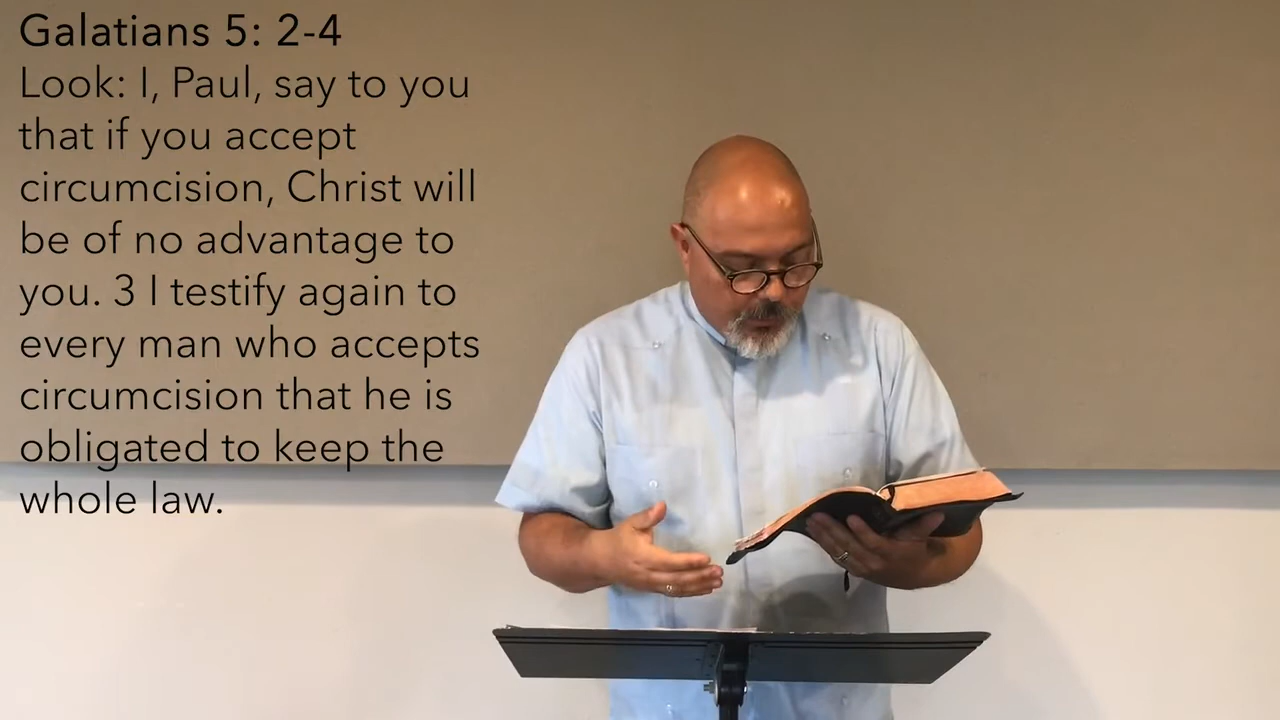 Galatians 5: 2-4
Look: I, Paul, say to you
that if you accept
circumcision, Christ will
be of no advantage to
you. 3 I testify again to
every man who accepts
circumcision that he is
obligated to keep the
whole law.